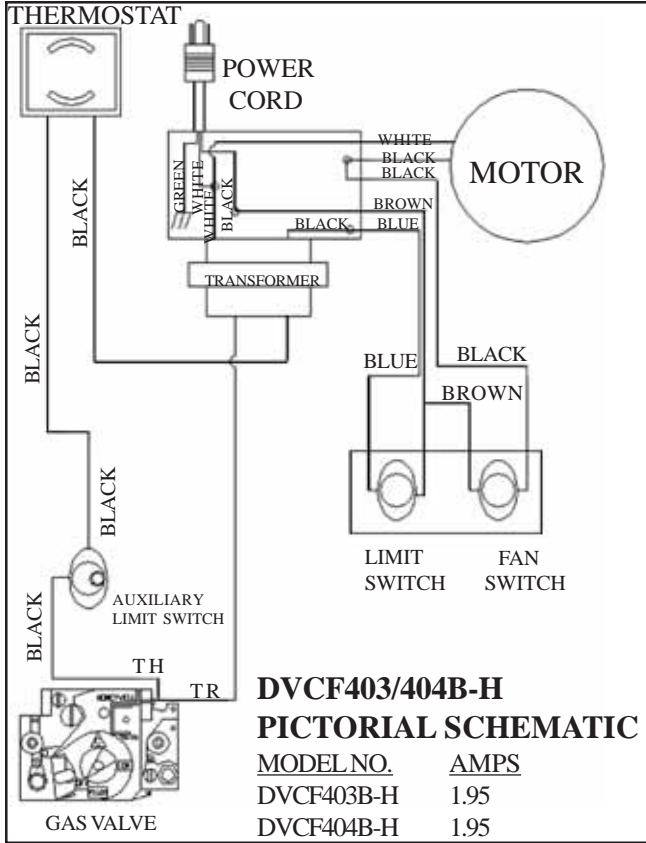 THERMOSTAT
POWER
CORD
MOTOR
WHITE
BLACK
BLACK
GREEN
WHITE
WHITE
BLACK
BROWN
BLACK
BLUE
TRANSFORMER
BLACK
BLACK
BLUE
BLACK
BROWN
LIMIT
SWITCH
FAN
SWITCH
BLACK
AUXILIARY
LIMIT SWITCH
BLACK
TH
TR
GAS VALVE
DVCF403/404B-H
PICTORIAL SCHEMATIC
MODEL NO. AMPS
DVCF403B-H 1.95
DVCF404B-H 1.95